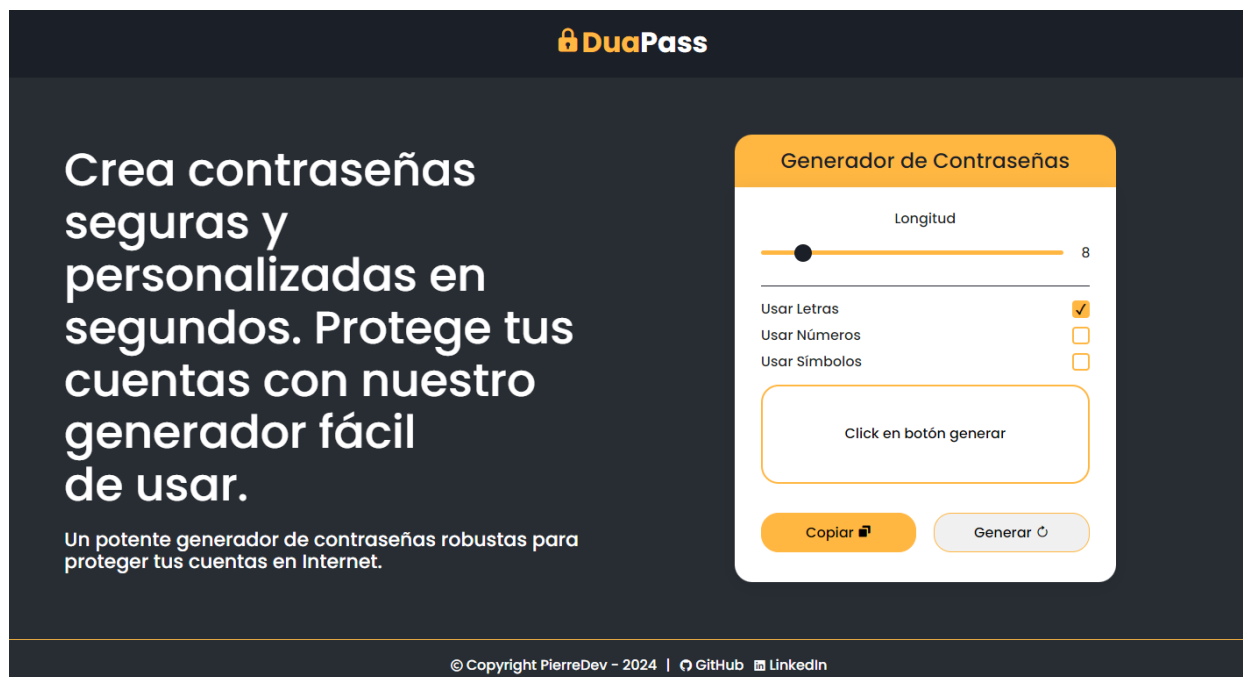 DuaPass
Crea contraseñas
seguras y
personalizadas en
segundos. Protege tus
cuentas con nuestro
generador fácil
de usar.
Un potente generador de contraseñas robustas para
proteger tus cuentas en Internet.
Generador de Contraseñas
Longitud
8
Usar Letras
Usar Números
Usar Símbolos
Click en botón generar
Copiar
Generar
© Copyright PierreDev - 2024 | GitHub LinkedIn